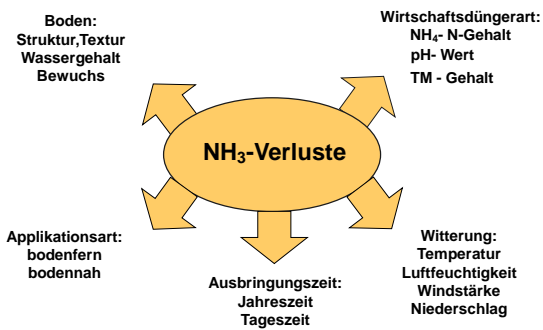 Boden:
Struktur,Textur
Wassergehalt
Bewuchs
Wirtschaftsdüngerart:
NH₄- N-Gehalt
pH- Wert
TM - Gehalt
NH₃-Verluste
Applikationsart:
bodenfern
bodennah
Ausbringungszeit:
Jahreszeit
Tageszeit
Witterung:
Temperatur
Luftfeuchtigkeit
Windstärke
Niederschlag